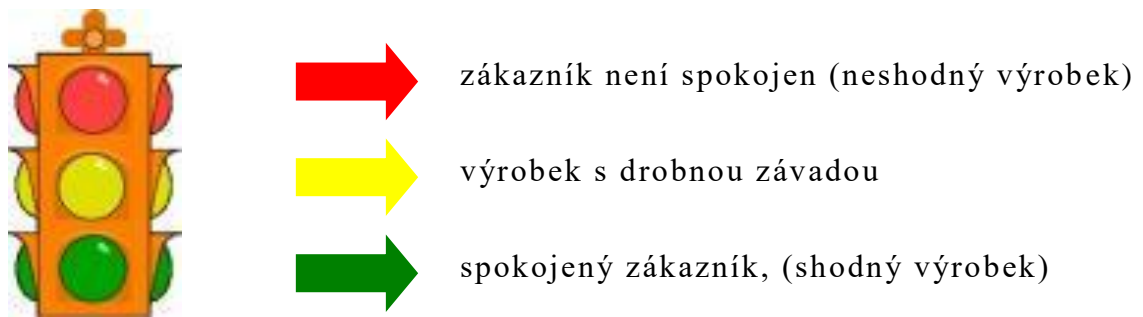 zákazník není spokojen (neshodný výrobek)
výrobek s drobnou závadou
spokojený zákazník, (shodný výrobek)